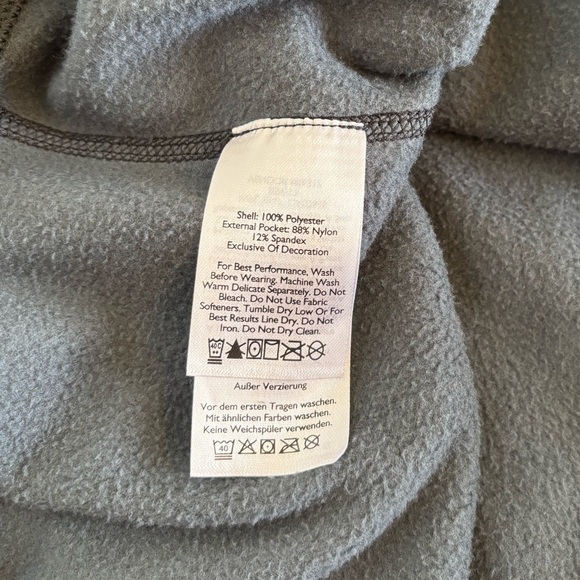 Shell: 100% Polyester
External Pocket: 88% Nylon
12% Spandex
Exclusive Of Decoration
For Best Performance, Wash
Before Wearing. Machine Wash
Warm Delicate Separately. Do Not
Bleach. Do Not Use Fabric
Softeners. Tumble Dry Low Or For
Best Results Line Dry. Do Not
Iron. Do Not Dry Clean.
40C
Außer Verzierung
Vor dem ersten Tragen waschen.
Mit ähnlichen Farben waschen.
Keine Weichspüler verwenden.
40